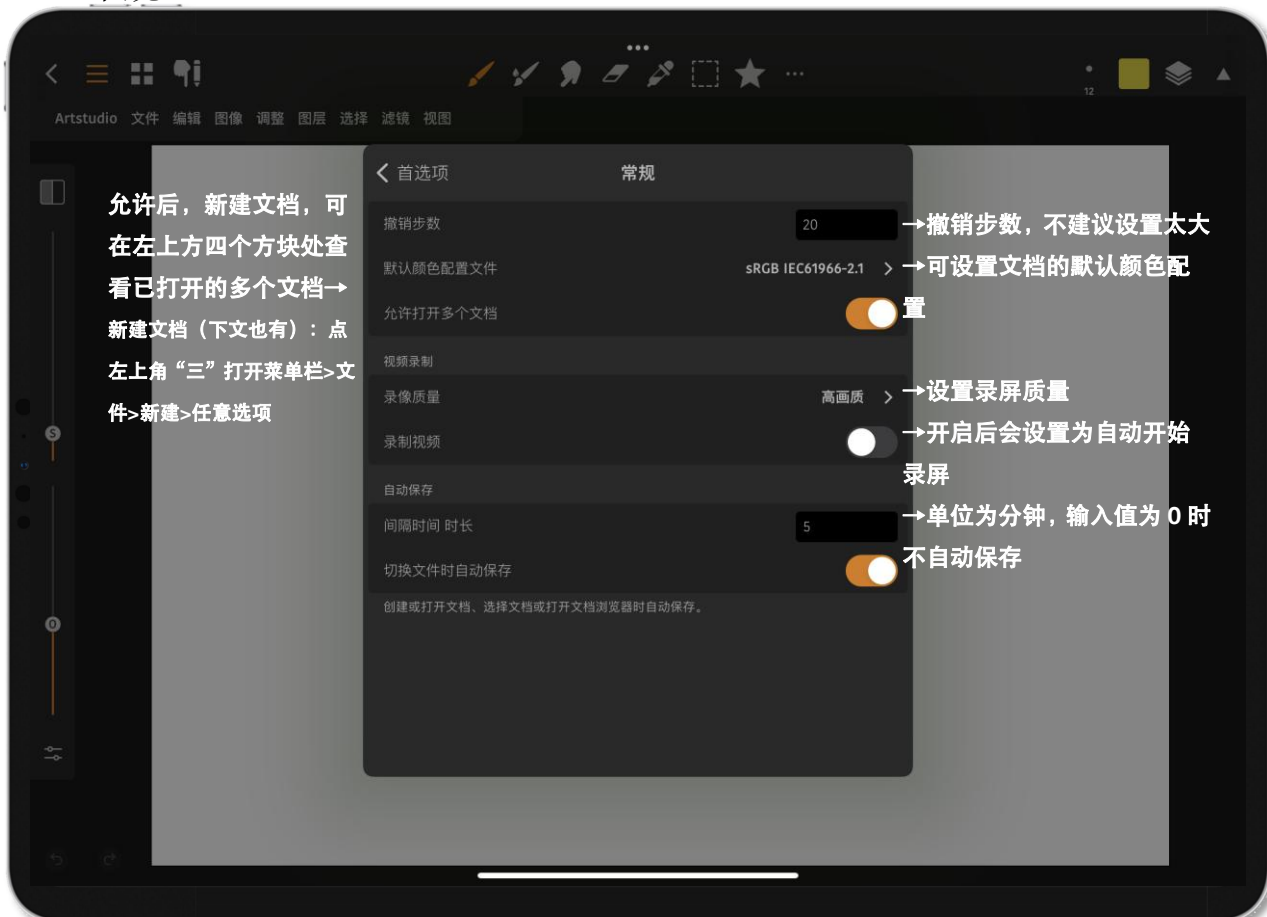 12
Artstudio 文件 编辑 图像 调整 图层 选择 滤镜 视图
首选项
常规
允许后，新建文档，可
在左上方四个方块处查
看已打开的多个文档→
新建文档（下文也有）：点
左上角“三”打开菜单栏>文
件>新建>任意选项
撤销步数
20
→撤销步数，不建议设置太大
默认颜色配置文件
sRGB IEC61966-2.1 >
→可设置文档的默认颜色配
置
允许打开多个文档
视频录制
录像质量
高画质 >
→设置录屏质量
录制视频
→开启后会设置为自动开始
录屏
自动保存
间隔时间 时长
5
→单位为分钟，输入值为 0 时
不自动保存
切换文件时自动保存
创建或打开文档、选择文档或打开文档浏览器时自动保存。
S
O